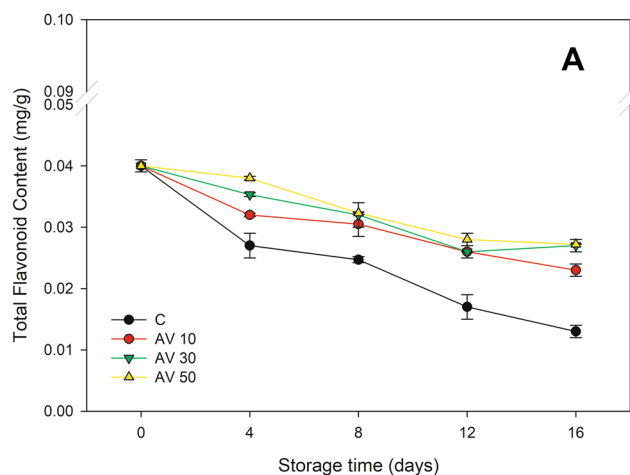 0.10
A
0.09
0.05
0.04
0.03
0.02
0.01
0.00
Total Flavonoid Content (mg/g)
C
AV 10
AV 30
AV 50
0 4 8 12 16
Storage time (days)